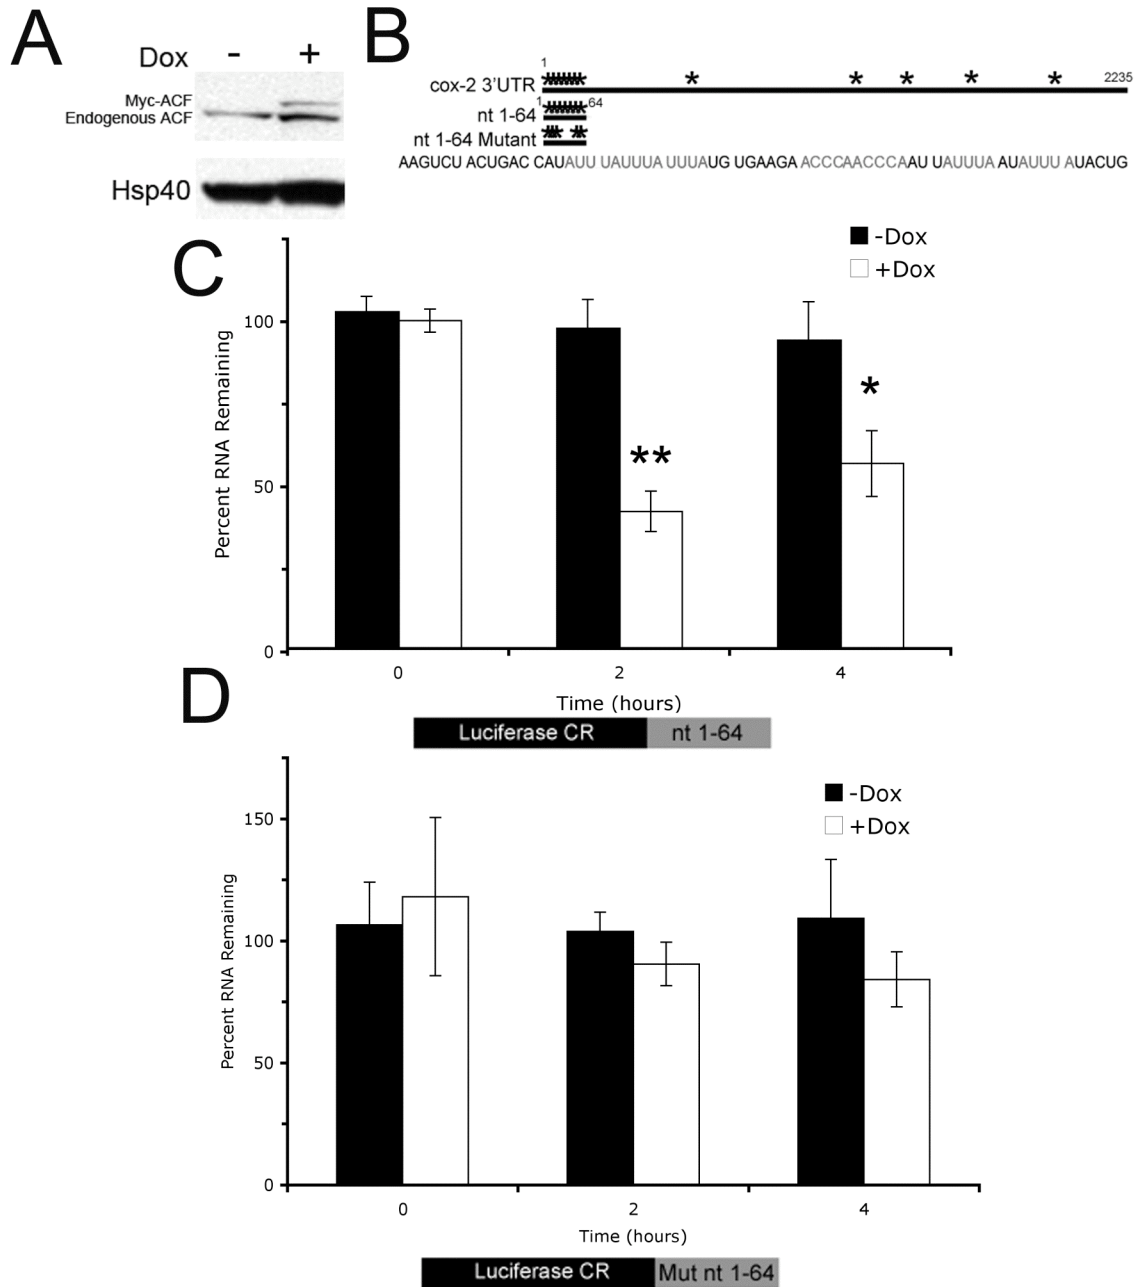 A
Dox - +
Myc-ACF
Endogenous ACF
Hsp40
B
1
cox-2 3'UTR ******* * * * * * 2235
nt 1-64 1 ******* 64
nt 1-64 Mutant
AAGUCU ACUGAC CAUAUUU UAUUUA UUUAUG UGAAGA ACCCAACCCAAUU UAUUUA AUAUUU AUACUG
C
-Dox
+Dox
Percent RNA Remaining
100
50
0
**
*
0 2 4
Time (hours)
Luciferase CR nt 1-64
D
-Dox
+Dox
Percent RNA Remaining
150
100
50
0
0 2 4
Time (hours)
Luciferase CR Mut nt 1-64